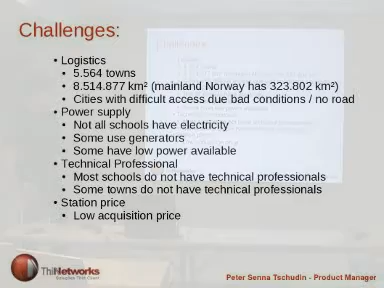 Challenges:
• Logistics
• 5.564 towns
• 8.514.877 km² (mainland Norway has 323.802 km²)
• Cities with difficult access due bad conditions / no road
• Power supply
• Not all schools have electricity
• Some use generators
• Some have low power available
• Technical Professional
• Most schools do not have technical professionals
• Some towns do not have technical professionals
• Station price
• Low acquisition price
ThinNetworks
Peter Senna Tschudin - Product Manager